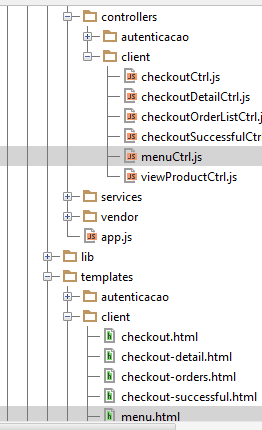 controllers
autenticacao
client
checkoutCtrl.js
checkoutDetailCtrl.js
checkoutOrderListCtrl.j
checkoutSuccessfulCtr
menuCtrl.js
viewProductCtrl.js
services
vendor
app.js
lib
templates
autenticacao
client
checkout.html
checkout-detail.html
checkout-orders.html
checkout-successful.html
menu.html